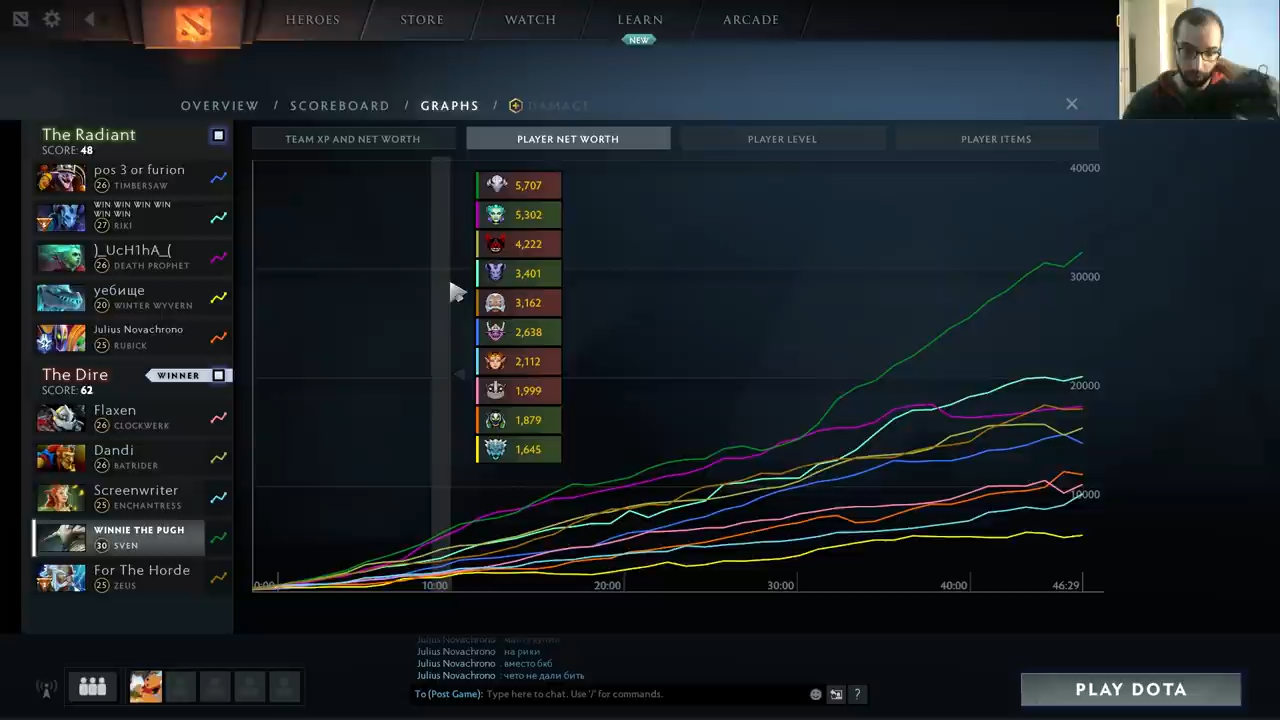 HEROES
STORE
WATCH
LEARN
ARCADE
NEW
OVERVIEW / SCOREBOARD / GRAPHS / DAMAGE
The Radiant
SCORE: 48
pos 3 or furion
26 TIMBERSAW
WIN WIN WIN WIN
WIN WIN
27 RIKI
)_UcH1hA_(
26 DEATH PROPHET
уебище
20 WINTER WYVERN
Julius Novachrono
25 RUBICK
The Dire
WINNER
SCORE: 62
Flaxen
26 CLOCKWERK
Dandi
26 BATRIDER
Screenwriter
25 ENCHANTRESS
WINNIE THE PUGH
30 SVEN
For The Horde
25 ZEUS
TEAM XP AND NET WORTH
PLAYER NET WORTH
PLAYER LEVEL
PLAYER ITEMS
5,707
5,302
4,222
3,401
3,162
2,638
2,112
1,999
1,879
1,645
40000
30000
20000
10000
0:00
10:00
20:00
30:00
40:00
46:29
Julius Novachrono
Julius Novachrono : на рики
Julius Novachrono : вместо бкб
Julius Novachrono : чето не дали бить
To (Post Game): Type here to chat. Use '/' for commands.
?
PLAY DOTA